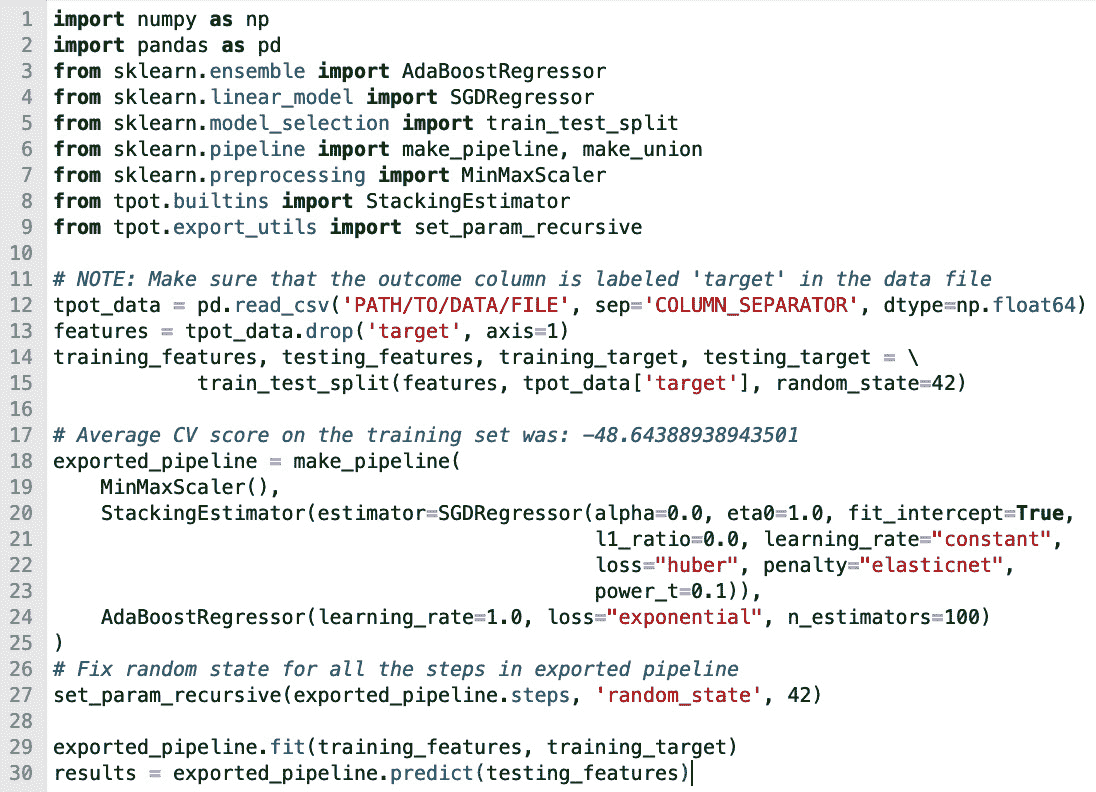 1 import numpy as np
2 import pandas as pd
3 from sklearn.ensemble import AdaBoostRegressor
4 from sklearn.linear_model import SGDRegressor
5 from sklearn.model_selection import train_test_split
6 from sklearn.pipeline import make_pipeline, make_union
7 from sklearn.preprocessing import MinMaxScaler
8 from tpot.builtins import StackingEstimator
9 from tpot.export_utils import set_param_recursive
10
11 # NOTE: Make sure that the outcome column is labeled 'target' in the data file
12 tpot_data = pd.read_csv('PATH/TO/DATA/FILE', sep='COLUMN_SEPARATOR', dtype=np.float64)
13 features = tpot_data.drop('target', axis=1)
14 training_features, testing_features, training_target, testing_target = \
15             train_test_split(features, tpot_data['target'], random_state=42)
16
17 # Average CV score on the training set was: -48.64388938943501
18 exported_pipeline = make_pipeline(
19     MinMaxScaler(),
20     StackingEstimator(estimator=SGDRegressor(alpha=0.0, eta0=1.0, fit_intercept=True,
21                                              l1_ratio=0.0, learning_rate="constant",
22                                              loss="huber", penalty="elasticnet",
23                                              power_t=0.1)),
24     AdaBoostRegressor(learning_rate=1.0, loss="exponential", n_estimators=100)
25 )
26 # Fix random state for all the steps in exported pipeline
27 set_param_recursive(exported_pipeline.steps, 'random_state', 42)
28
29 exported_pipeline.fit(training_features, training_target)
30 results = exported_pipeline.predict(testing_features)